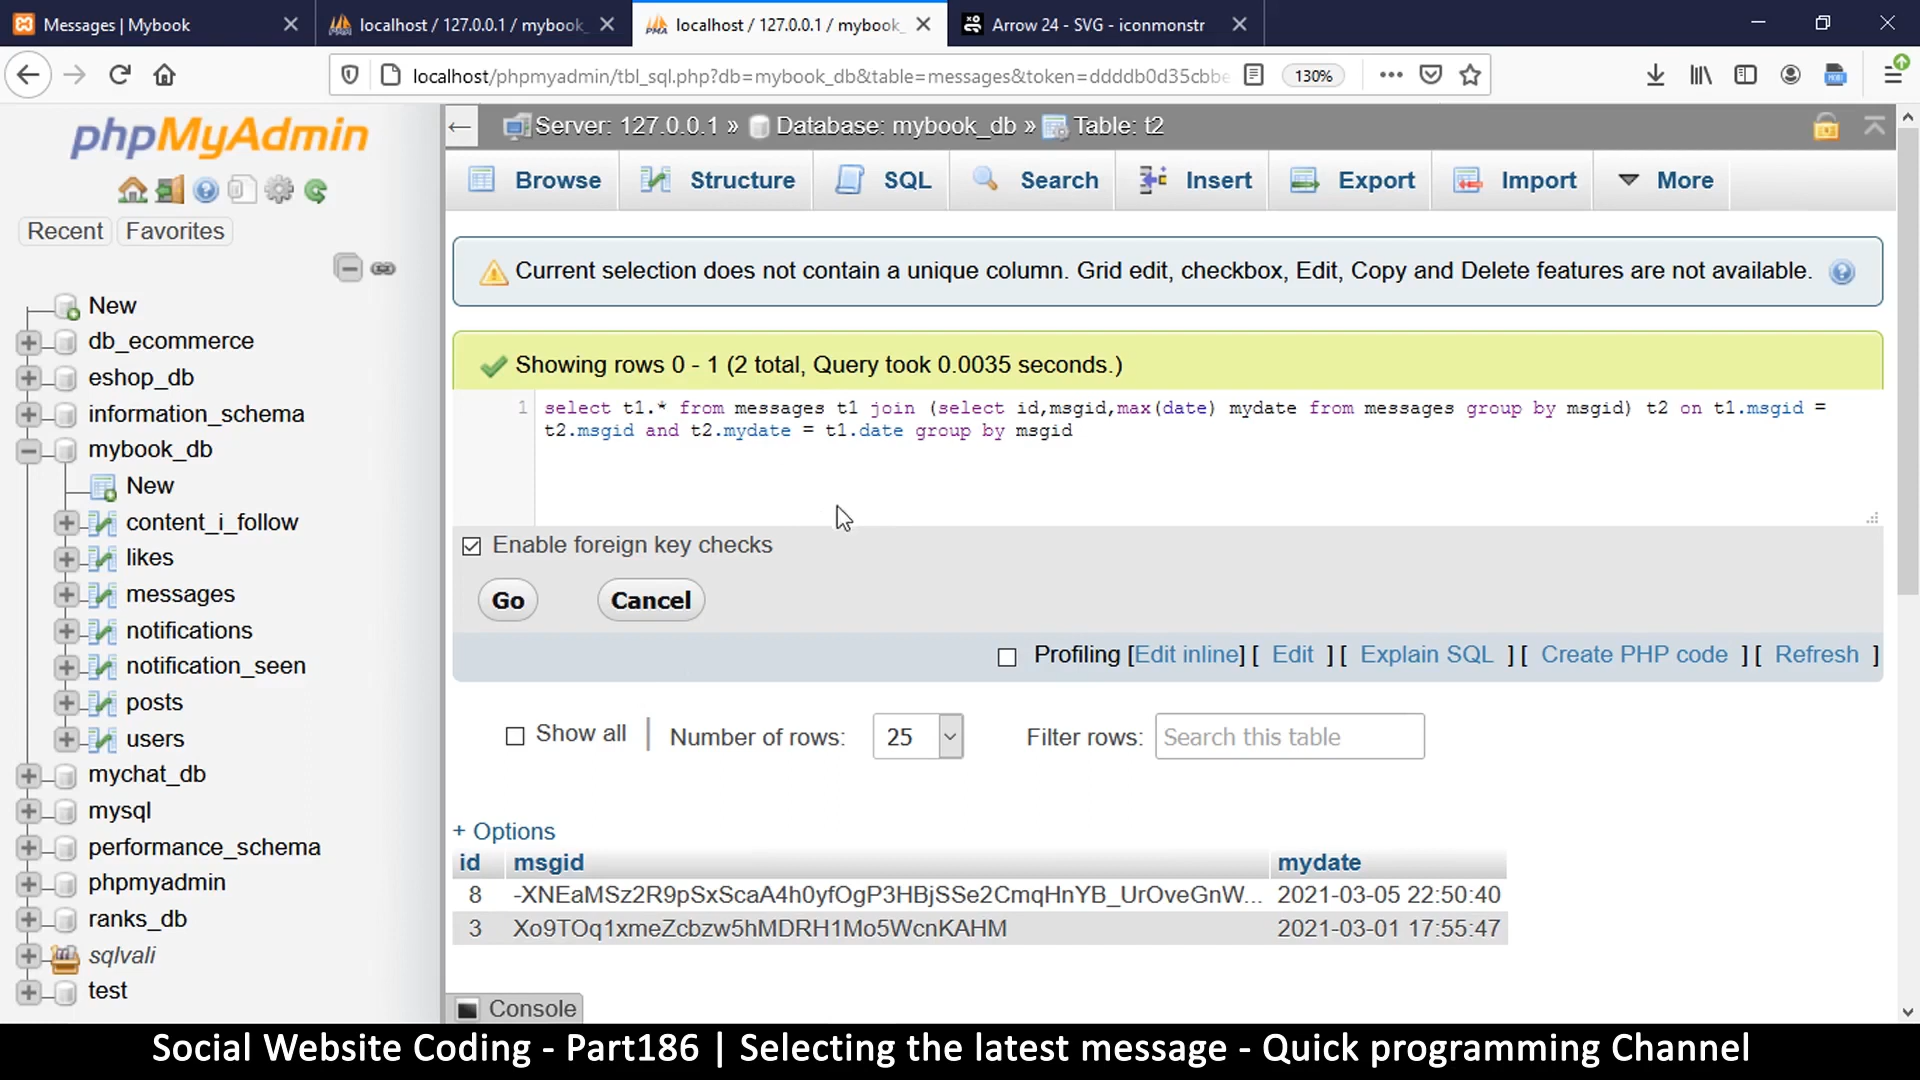 Messages | Mybook
localhost / 127.0.0.1 / mybook_
localhost / 127.0.0.1 / mybook_
Arrow 24 - SVG - iconmonstr
localhost/phpmyadmin/tbl_sql.php?db=mybook_db&table=messages&token=ddddb0d35cbbe
130%
phpMyAdmin
Recent
Favorites
New
db_ecommerce
eshop_db
information_schema
mybook_db
New
content_i_follow
likes
messages
notifications
notification_seen
posts
users
mychat_db
mysql
performance_schema
phpmyadmin
ranks_db
sqlvali
test
Server: 127.0.0.1 » Database: mybook_db » Table: t2
Browse
Structure
SQL
Search
Insert
Export
Import
More
Current selection does not contain a unique column. Grid edit, checkbox, Edit, Copy and Delete features are not available.
Showing rows 0 - 1 (2 total, Query took 0.0035 seconds.)
1 select t1.* from messages t1 join (select id,msgid,max(date) mydate from messages group by msgid) t2 on t1.msgid =
t2.msgid and t2.mydate = t1.date group by msgid
Enable foreign key checks
Go
Cancel
Profiling [Edit inline] [ Edit ] [ Explain SQL ] [ Create PHP code ] [ Refresh ]
Show all
Number of rows: 25
Filter rows: Search this table
+ Options
id msgid mydate
8 -XNEaMSz2R9pSxScaA4h0yfOgP3HBjSSe2CmqHnYB_UrOveGnW... 2021-03-05 22:50:40
3 Xo9TOq1xmeZcbzw5hMDRH1Mo5WcnKAHM 2021-03-01 17:55:47
Console
Social Website Coding - Part186 | Selecting the latest message - Quick programming Channel